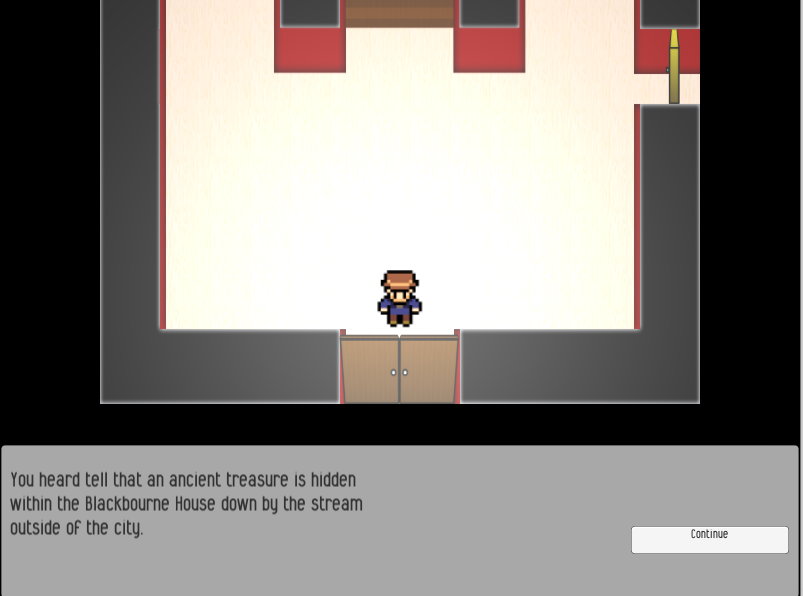 You heard tell that an ancient treasure is hidden
within the Blackbourne House down by the stream
outside of the city.
Continue